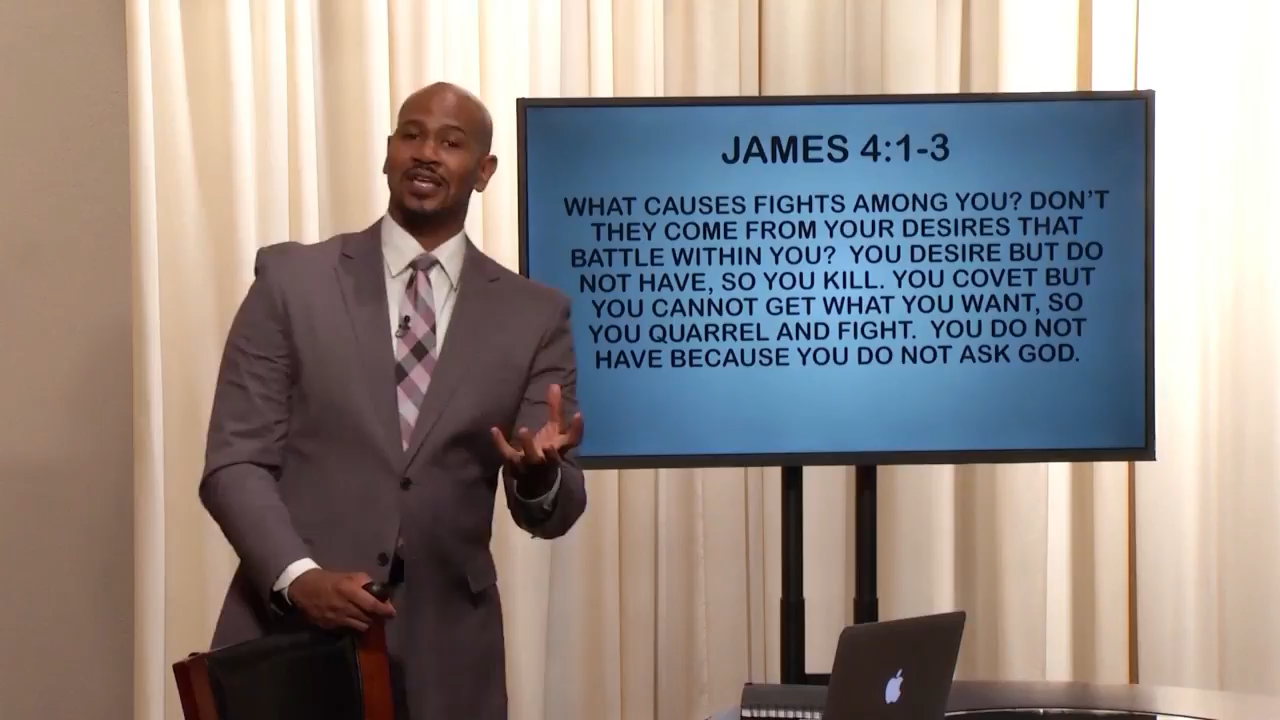 JAMES 4:1-3
WHAT CAUSES FIGHTS AMONG YOU? DON'T
THEY COME FROM YOUR DESIRES THAT
BATTLE WITHIN YOU?  YOU DESIRE BUT DO
NOT HAVE, SO YOU KILL. YOU COVET BUT
YOU CANNOT GET WHAT YOU WANT, SO
YOU QUARREL AND FIGHT.  YOU DO NOT
HAVE BECAUSE YOU DO NOT ASK GOD.